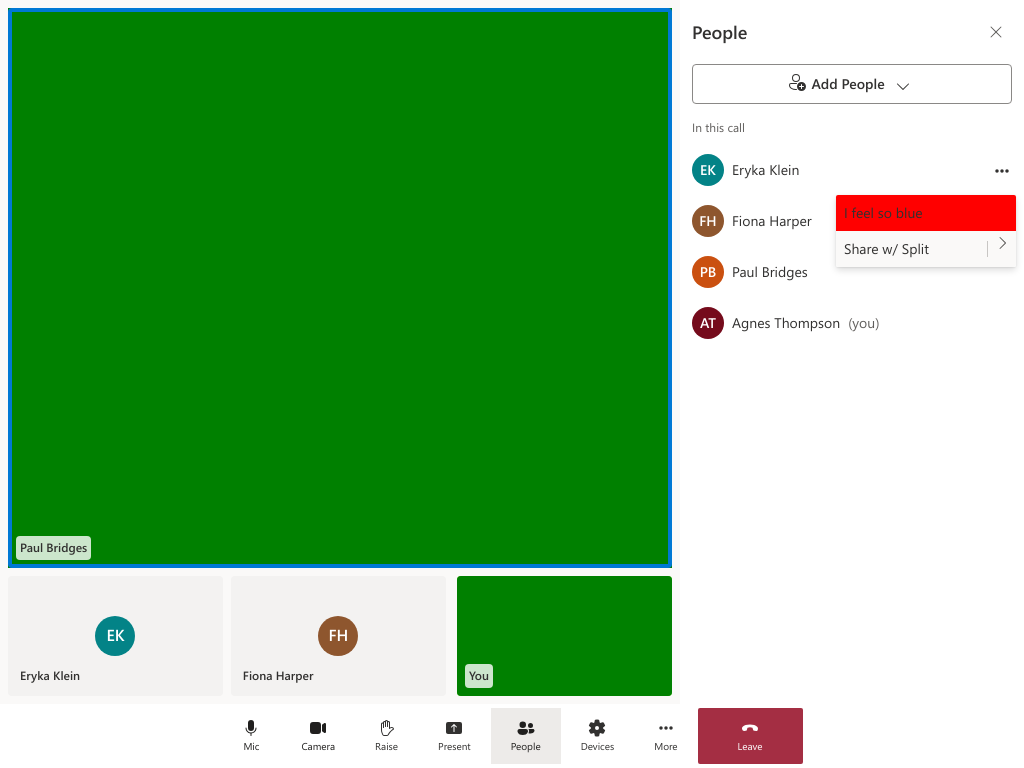 People
Add People
In this call
EK Eryka Klein
I feel so blue
FH Fiona Harper
Share w/ Split
PB Paul Bridges
AT Agnes Thompson (you)
Paul Bridges
EK
Eryka Klein
FH
Fiona Harper
You
Mic
Camera
Raise
Present
People
Devices
More
Leave